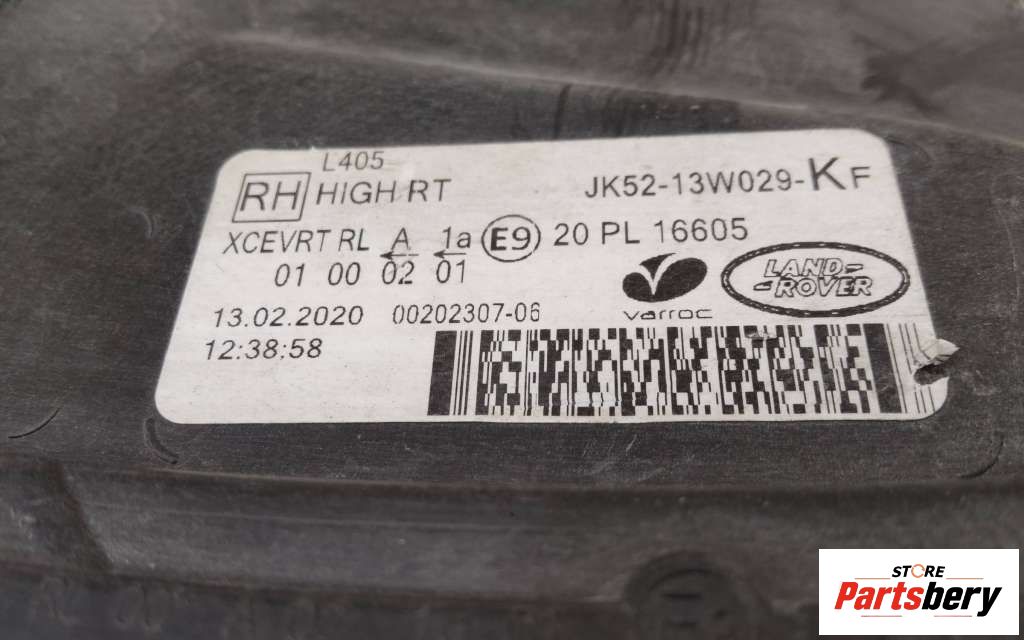 L405
RH HIGH RT JK52-13W029-KF
XCEVRT RL A 1a E9 20 PL 16605
01 00 02 01
LAND-
-ROVER
varroc
13.02.2020 00202307-06
12:38:58
STORE
Partsbery